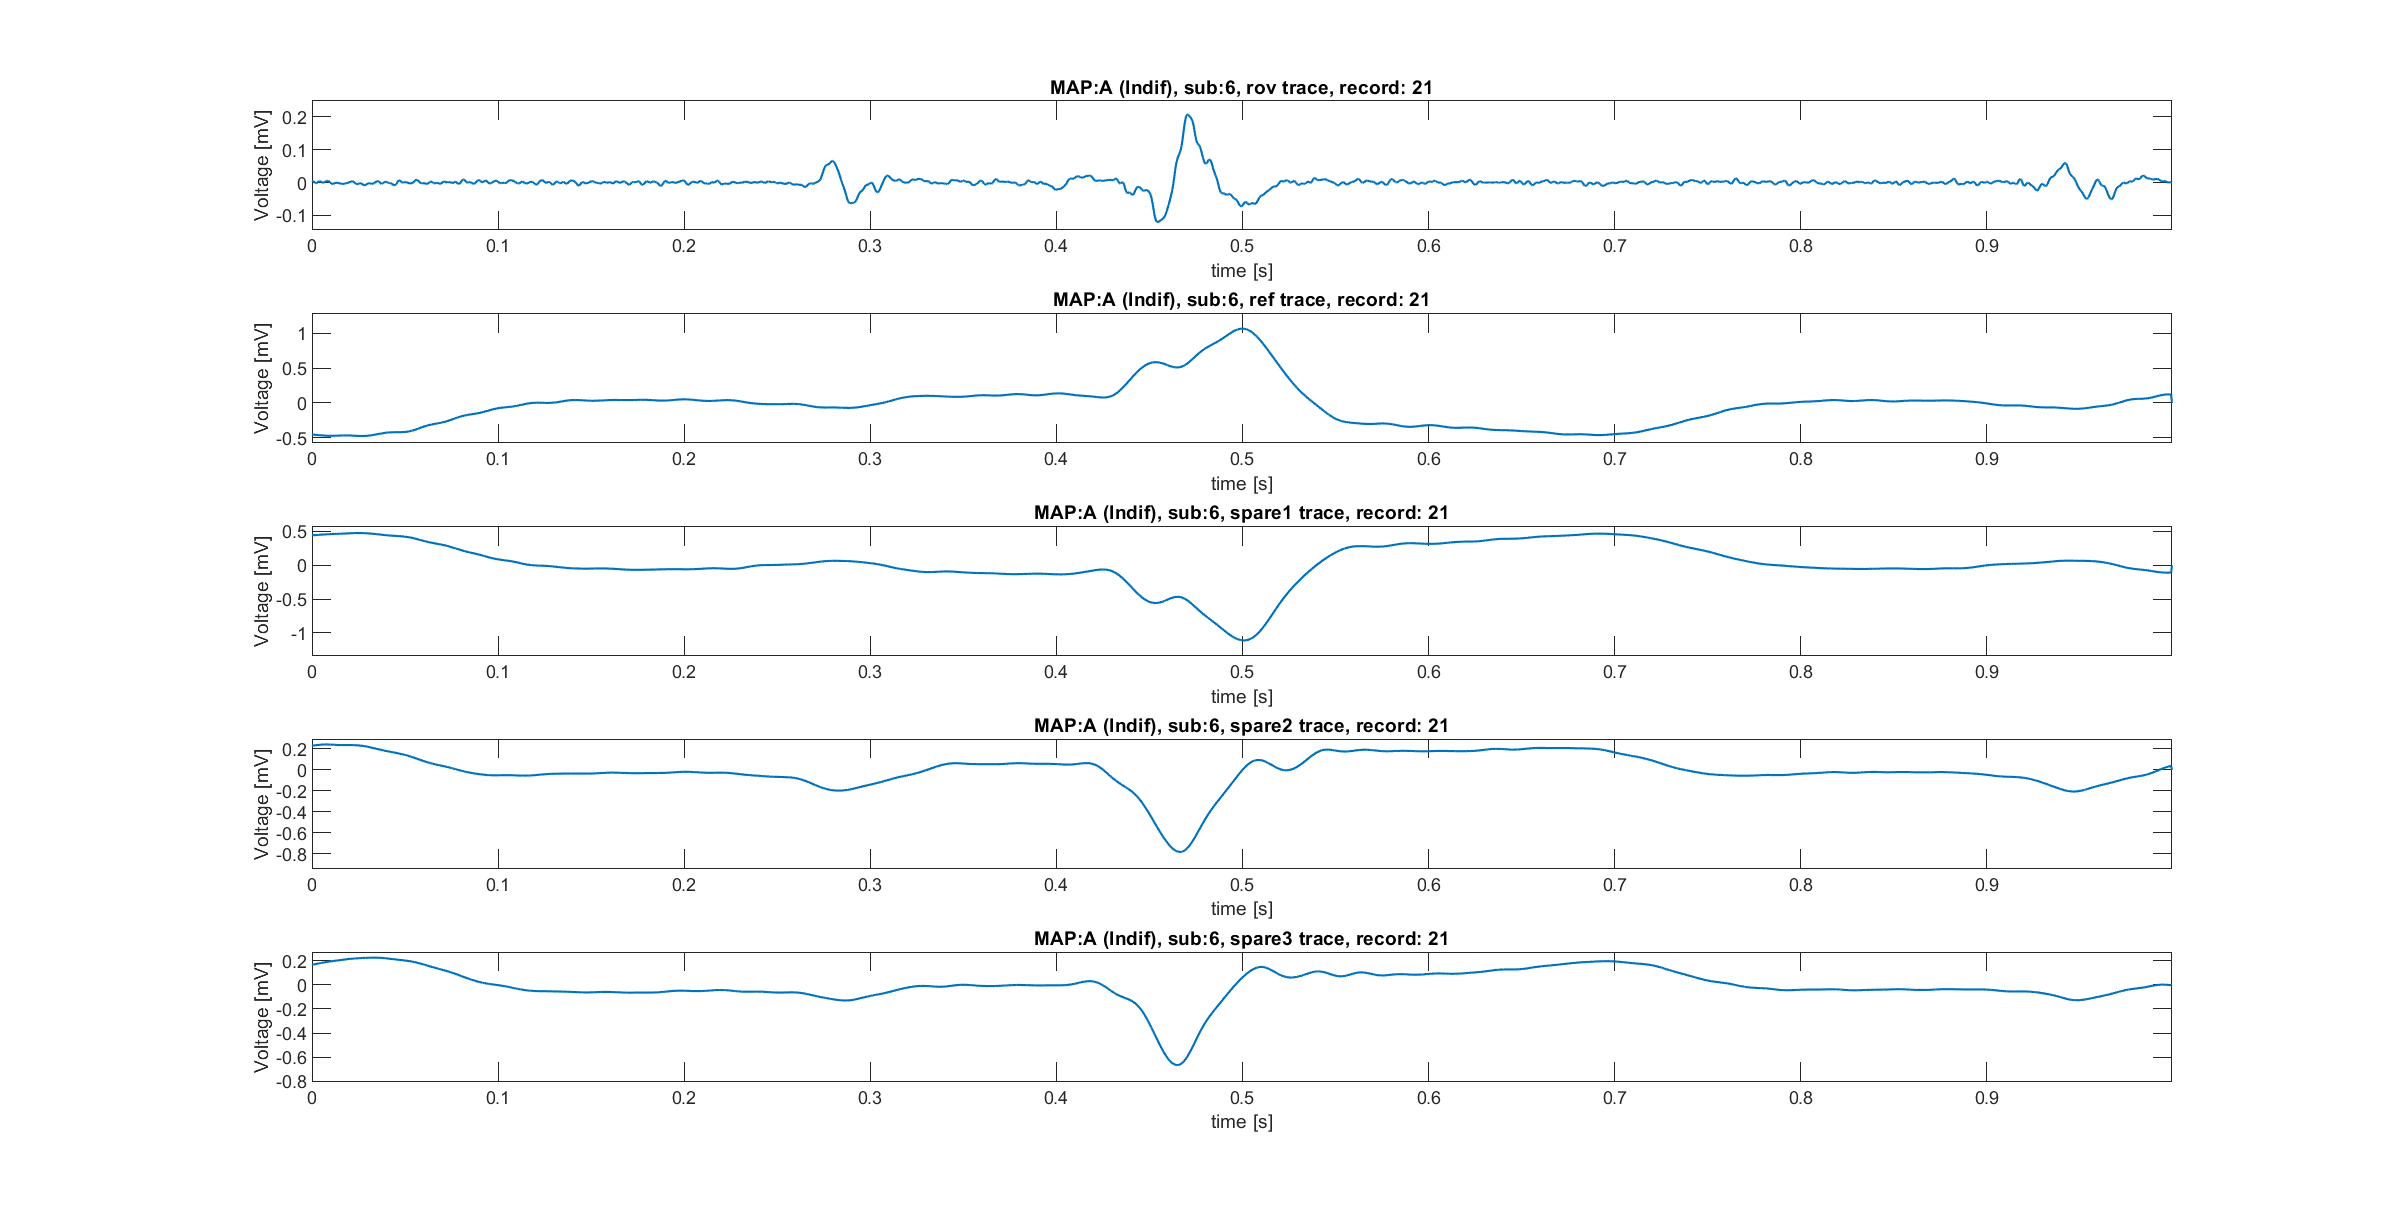 MAP:A (Indif), sub:6, rov trace, record: 21
Voltage [mV]
0.2
0.1
0
-0.1
0 0.1 0.2 0.3 0.4 0.5 0.6 0.7 0.8 0.9
time [s]
MAP:A (Indif), sub:6, ref trace, record: 21
Voltage [mV]
1
0.5
0
-0.5
0 0.1 0.2 0.3 0.4 0.5 0.6 0.7 0.8 0.9
time [s]
MAP:A (Indif), sub:6, spare1 trace, record: 21
Voltage [mV]
0.5
0
-0.5
-1
0 0.1 0.2 0.3 0.4 0.5 0.6 0.7 0.8 0.9
time [s]
MAP:A (Indif), sub:6, spare2 trace, record: 21
Voltage [mV]
0.2
0
-0.2
-0.4
-0.6
-0.8
0 0.1 0.2 0.3 0.4 0.5 0.6 0.7 0.8 0.9
time [s]
MAP:A (Indif), sub:6, spare3 trace, record: 21
Voltage [mV]
0.2
0
-0.2
-0.4
-0.6
-0.8
0 0.1 0.2 0.3 0.4 0.5 0.6 0.7 0.8 0.9
time [s]